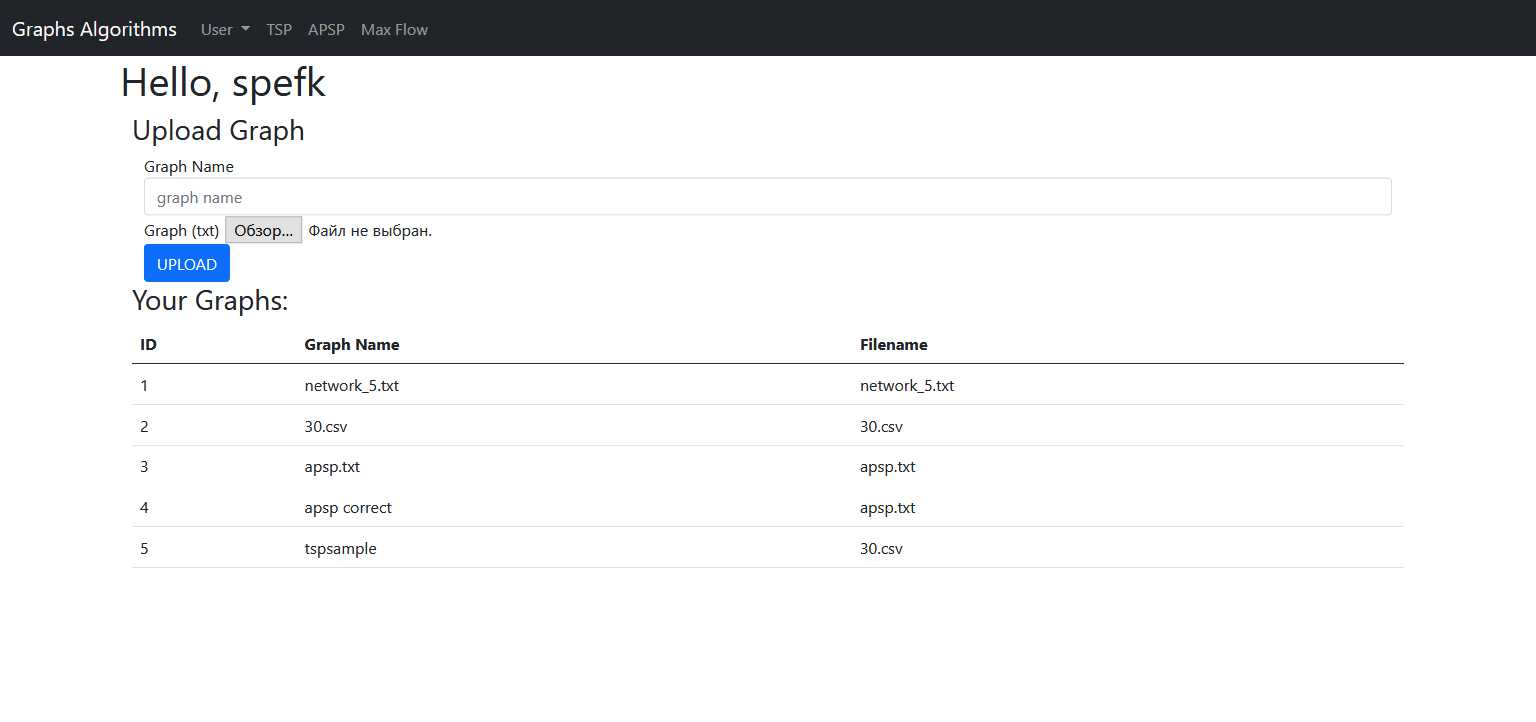 Graphs Algorithms User TSP APSP Max Flow
Hello, spefk
Upload Graph
Graph Name
graph name
Graph (txt) Обзор... Файл не выбран.
UPLOAD
Your Graphs:
ID Graph Name Filename
1 network_5.txt network_5.txt
2 30.csv 30.csv
3 apsp.txt apsp.txt
4 apsp correct apsp.txt
5 tspsample 30.csv